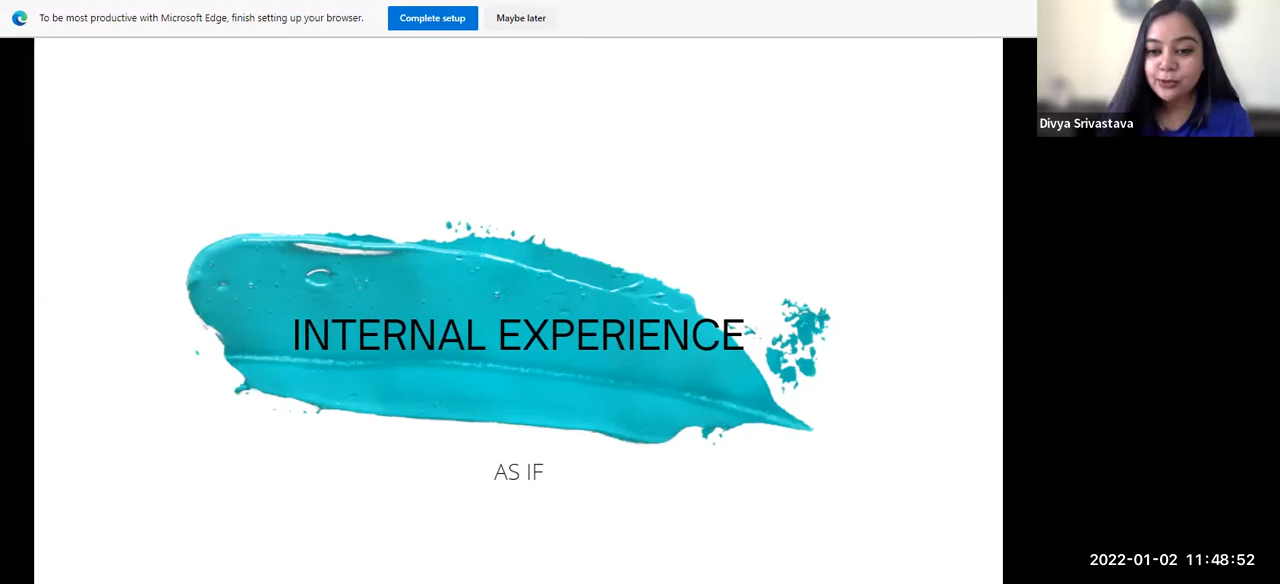 To be most productive with Microsoft Edge, finish setting up your browser. Complete setup Maybe later
Divya Srivastava
INTERNAL EXPERIENCE
AS IF
2022-01-02 11:48:52